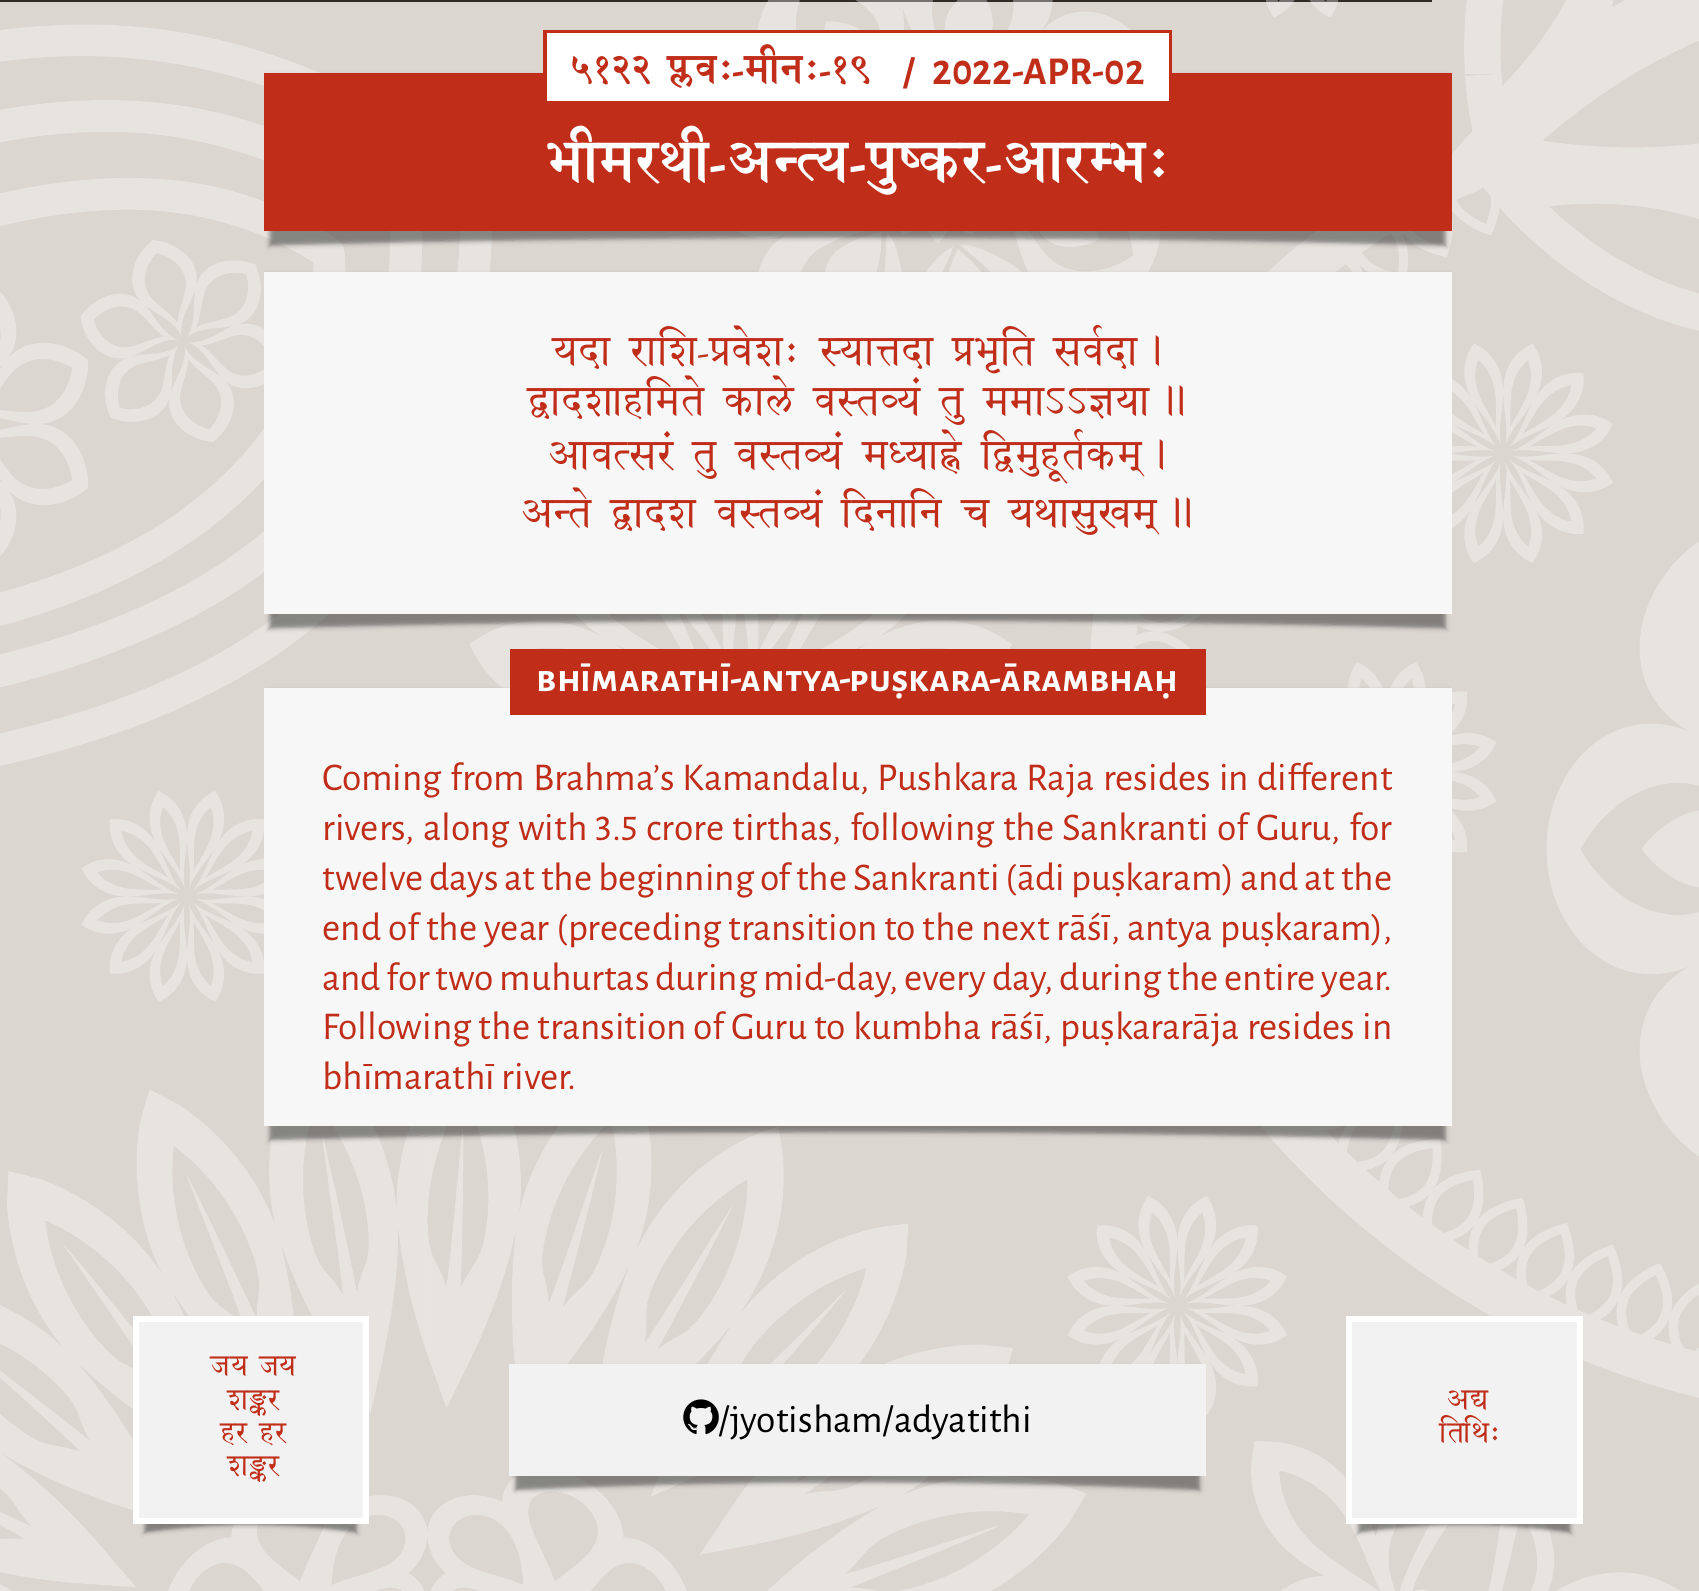 ५१२२ प्लवः-मीनः-१९ / 2022-APR-02
भीमरथी-अन्त्य-पुष्कर-आरम्भः
यदा राशि-प्रवेशः स्यात्तदा प्रभृति सर्वदा ।
द्वादशाहमिते काले वस्तव्यं तु ममाऽऽज्ञया ॥
आवत्सरं तु वस्तव्यं मध्याह्ने द्विमुहूर्तकम् ।
अन्ते द्वादश वस्तव्यं दिनानि च यथासुखम् ॥
BHĪMARATHĪ-ANTYA-PUṢKARA-ĀRAMBHAḤ
Coming from Brahma’s Kamandalu, Pushkara Raja resides in different
rivers, along with 3.5 crore tirthas, following the Sankranti of Guru, for
twelve days at the beginning of the Sankranti (ādi puṣkaram) and at the
end of the year (preceding transition to the next rāśī, antya puṣkaram),
and for two muhurtas during mid-day, every day, during the entire year.
Following the transition of Guru to kumbha rāśī, puṣkararāja resides in
bhīmarathī river.
जय जय
शङ्कर
हर हर
शङ्कर
/jyotisham/adyatithi
अद्य
तिथिः